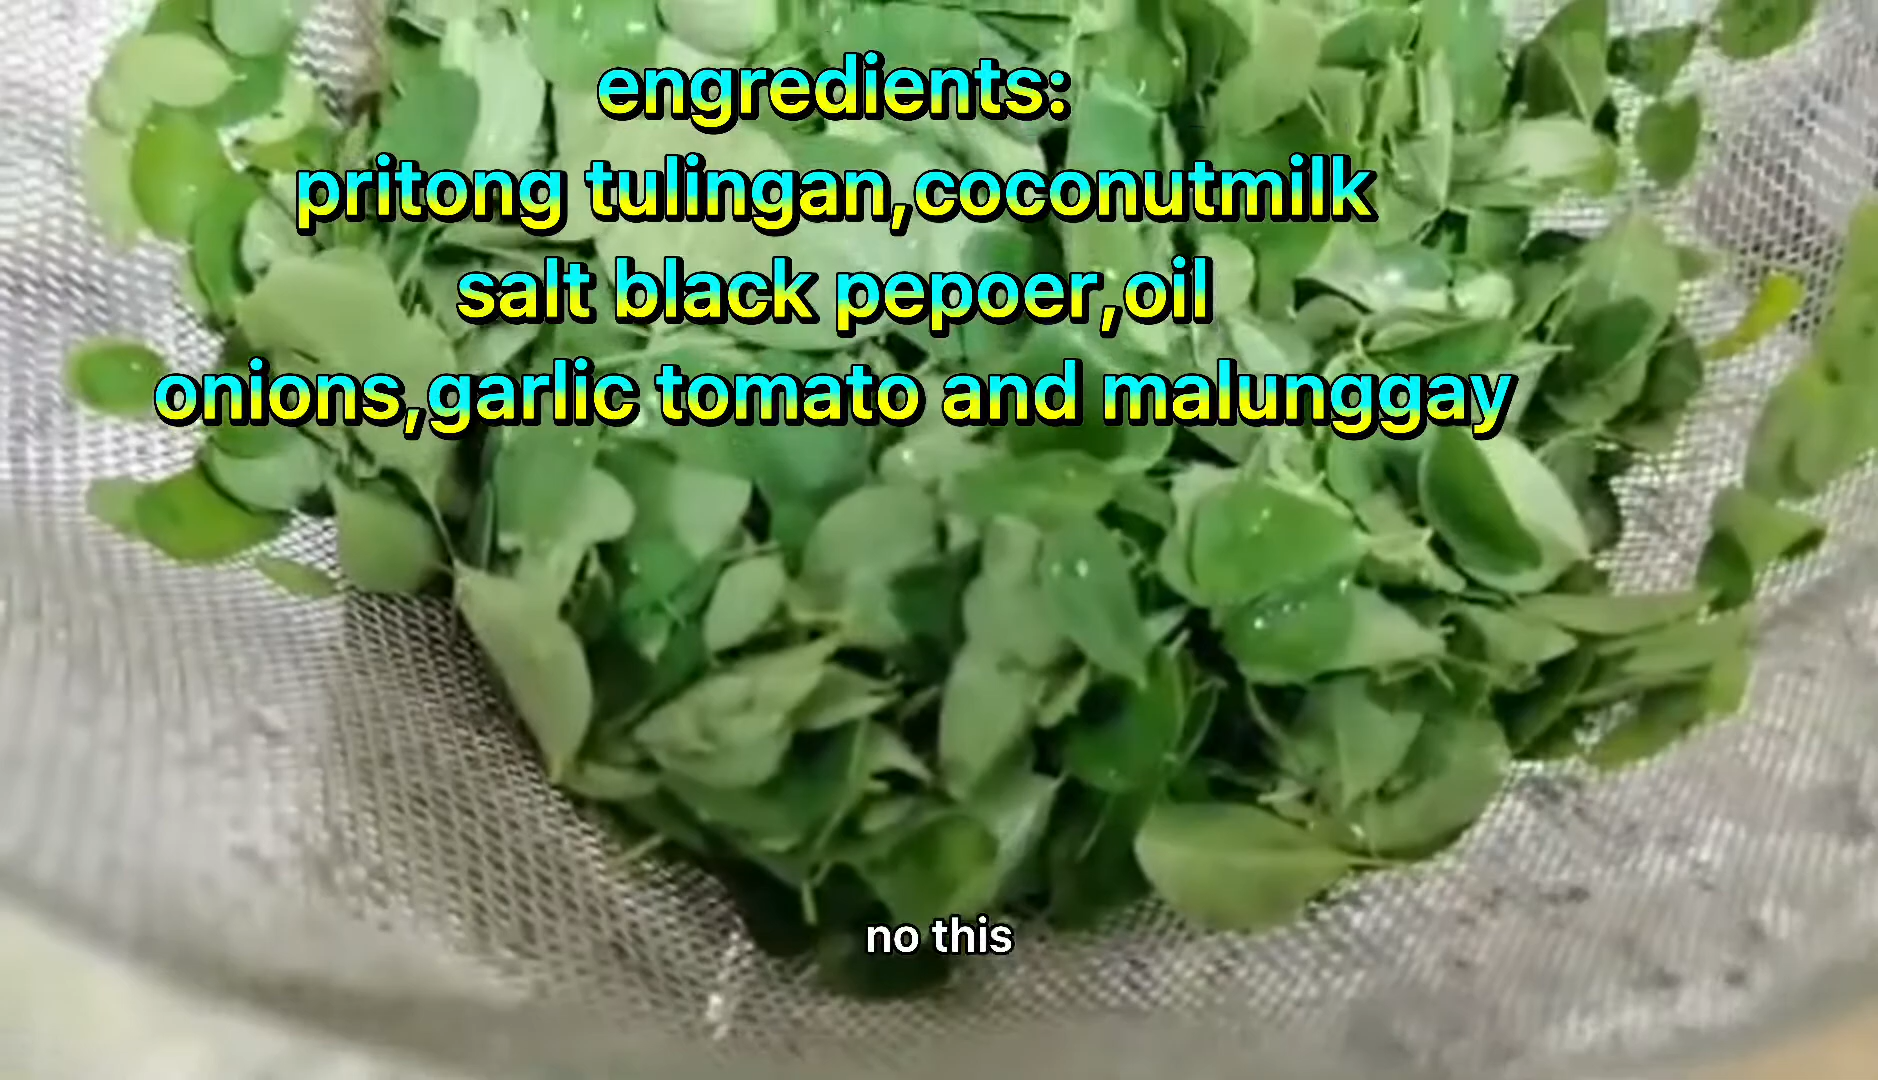 engredients:
pritong tulingan,coconutmilk
salt black pepoer,oil
onions,garlic tomato and malunggay
no this